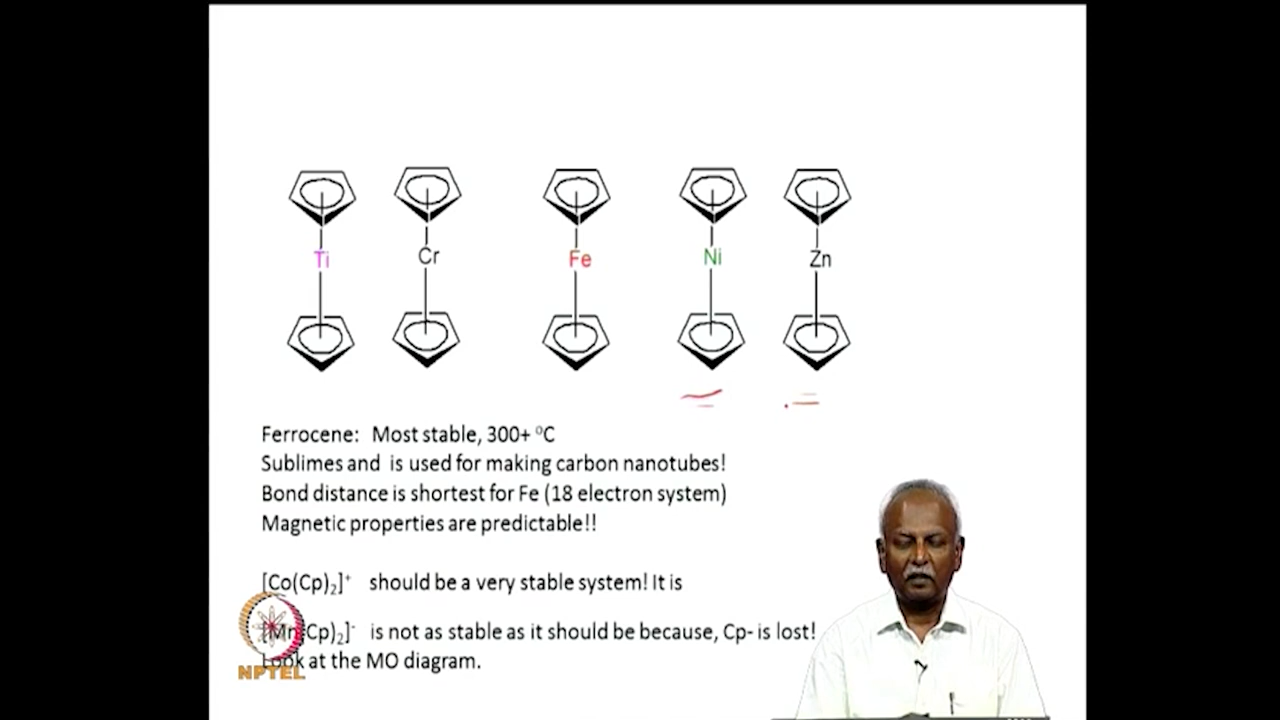 Ti Cr Fe Ni Zn
Ferrocene: Most stable, 300+ ⁰C
Sublimes and is used for making carbon nanotubes!
Bond distance is shortest for Fe (18 electron system)
Magnetic properties are predictable!!
[Co(Cp)₂]⁺ should be a very stable system! It is
[Mn(Cp)₂]⁻ is not as stable as it should be because, Cp- is lost!
Look at the MO diagram.
NPTEL